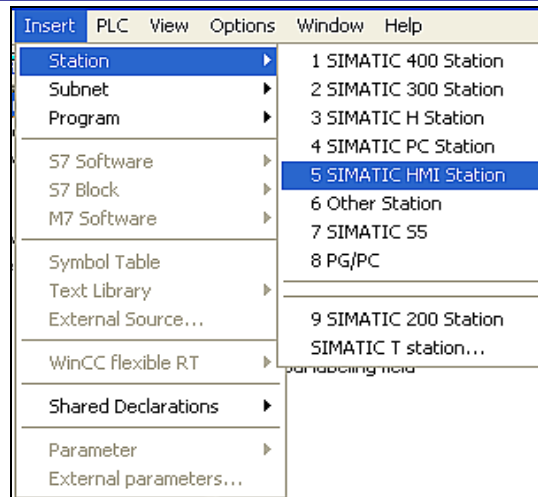 Insert PLC View Options Window Help
Station
Subnet
Program
S7 Software
S7 Block
M7 Software
Symbol Table
Text Library
External Source...
WinCC flexible RT
Shared Declarations
Parameter
External parameters...
1 SIMATIC 400 Station
2 SIMATIC 300 Station
3 SIMATIC H Station
4 SIMATIC PC Station
5 SIMATIC HMI Station
6 Other Station
7 SIMATIC S5
8 PG/PC
9 SIMATIC 200 Station
SIMATIC T station...
labeling field